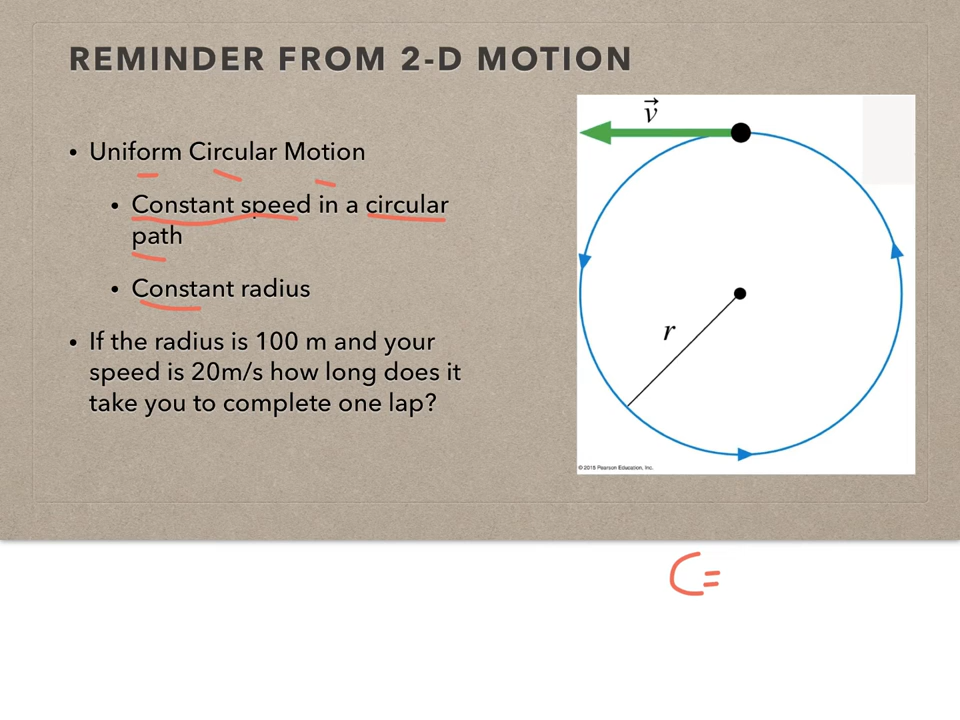 REMINDER FROM 2-D MOTION
• Uniform Circular Motion
• Constant speed in a circular
path
• Constant radius
• If the radius is 100 m and your
speed is 20m/s how long does it
take you to complete one lap?
v⃗
r
© 2018 Pearson Education, Inc.
C=